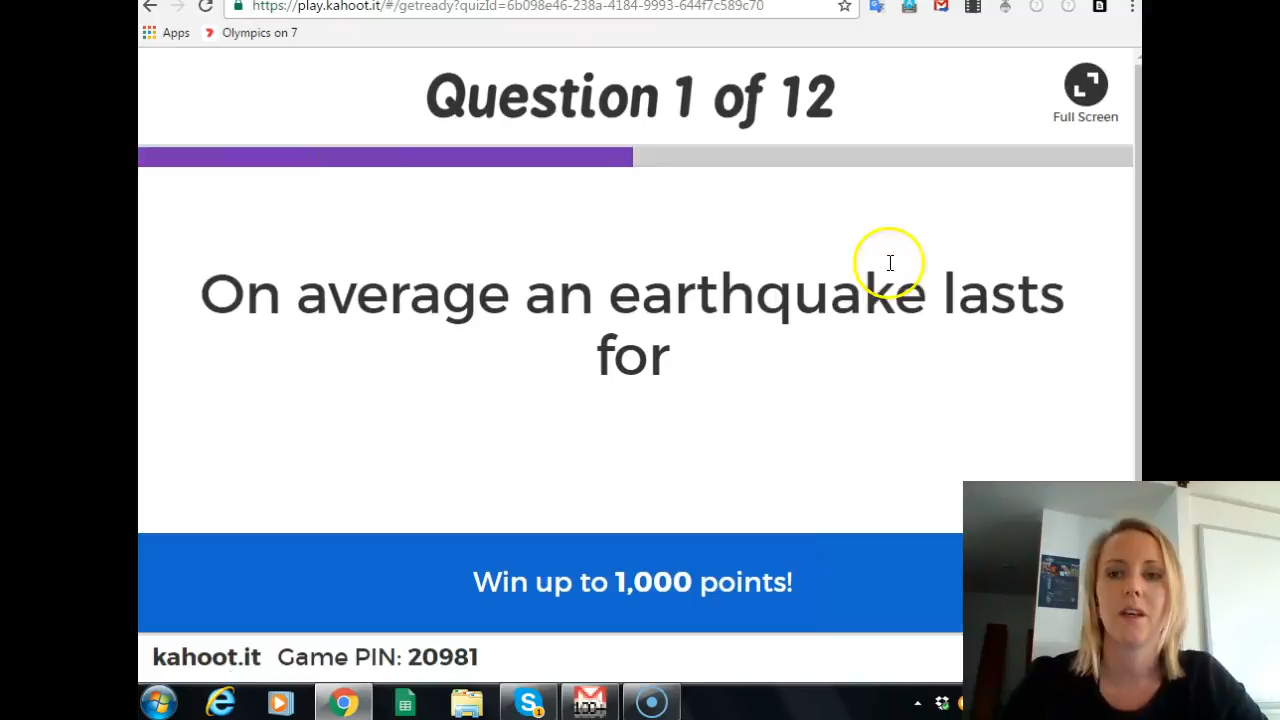 https://play.kahoot.it/#/getready?quizId=6b098e46-238a-4184-9993-644f7c589c70
Apps Olympics on 7
Question 1 of 12
Full Screen
On average an earthquake lasts
for
Win up to 1,000 points!
kahoot.it Game PIN: 20981